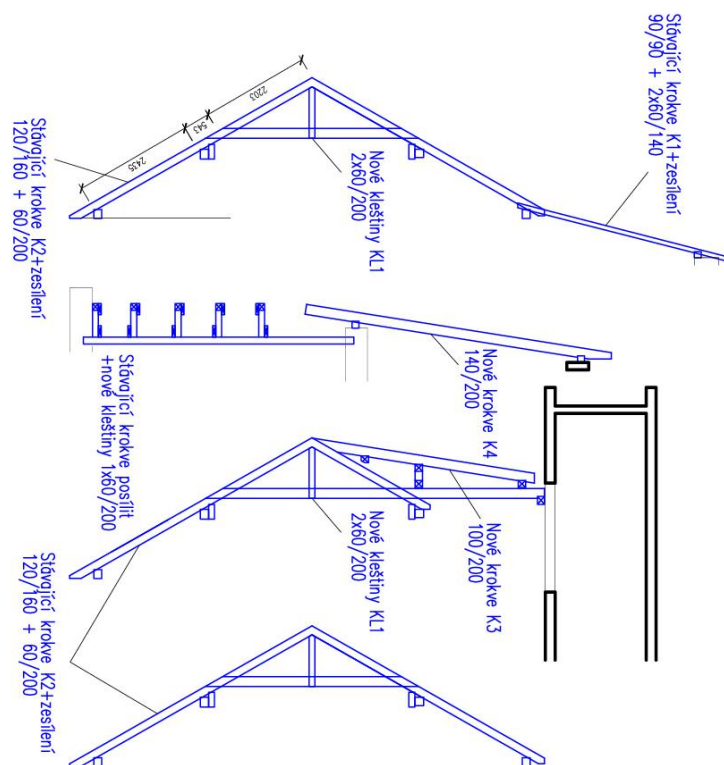 Stávající krokve K1+zesílení
90/90 + 2x60/140
2203
543
2435
Nové kleštiny KL1
2x60/200
Stávající krokve K2+zesílení
120/160 + 60/200
Nové krokve K4
140/200
Stávající krokve posílit
+nové kleštiny 1x60/200
Nové krokve K3
100/200
Nové kleštiny KL1
2x60/200
Stávající krokve K2+zesílení
120/160 + 60/200